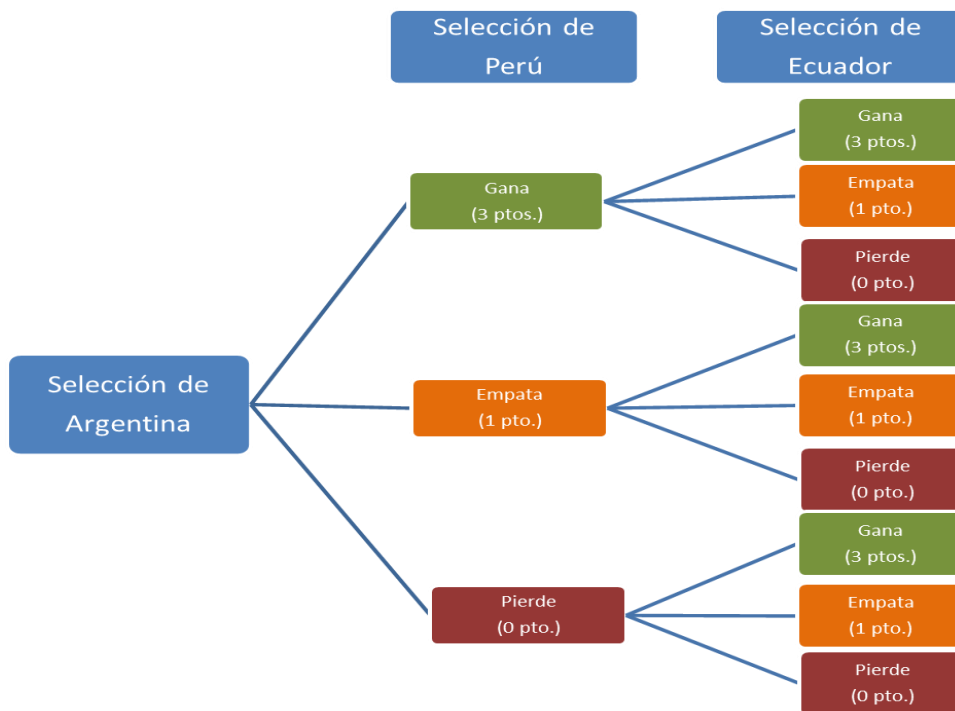 Selección de
Perú
Selección de
Ecuador
Gana
(3 ptos.)
Empata
(1 pto.)
Pierde
(0 pto.)
Gana
(3 ptos.)
Gana
(3 ptos.)
Empata
(1 pto.)
Pierde
(0 pto.)
Selección de
Argentina
Empata
(1 pto.)
Gana
(3 ptos.)
Empata
(1 pto.)
Pierde
(0 pto.)
Pierde
(0 pto.)